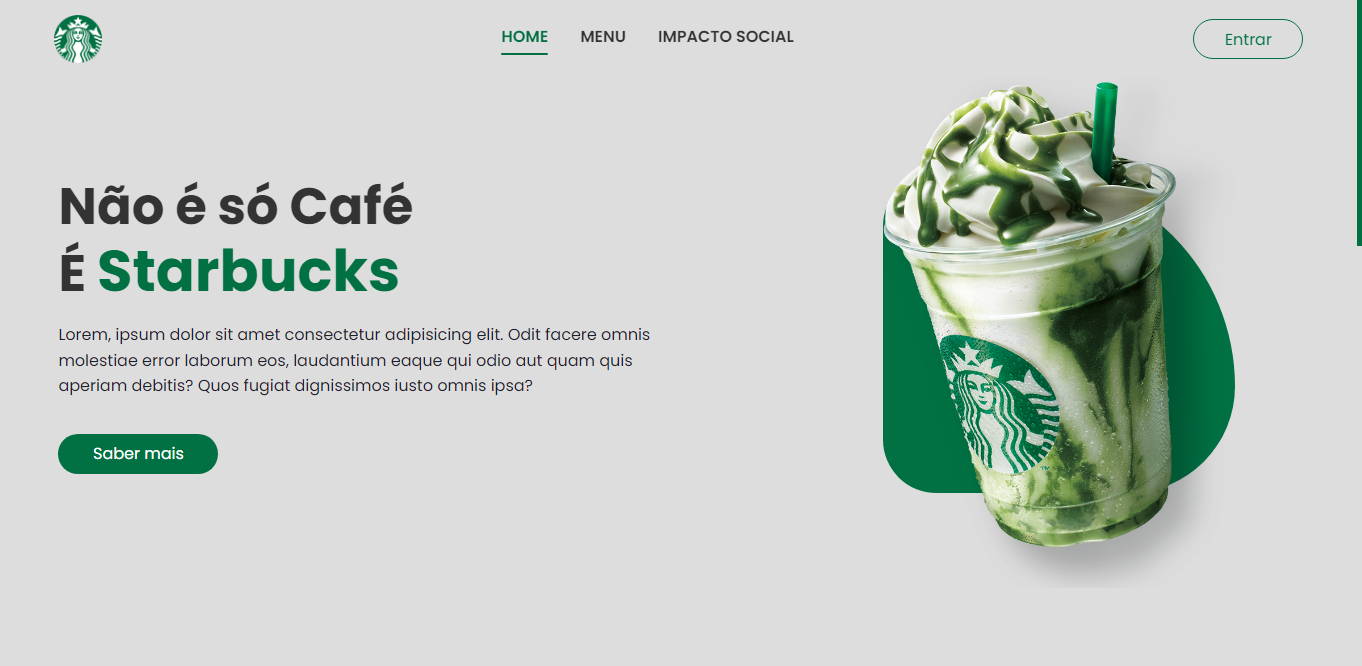 HOME MENU IMPACTO SOCIAL Entrar
Não é só Café
É Starbucks
Lorem, ipsum dolor sit amet consectetur adipisicing elit. Odit facere omnis
molestiae error laborum eos, laudantium eaque qui odio aut quam quis
aperiam debitis? Quos fugiat dignissimos iusto omnis ipsa?
Saber mais